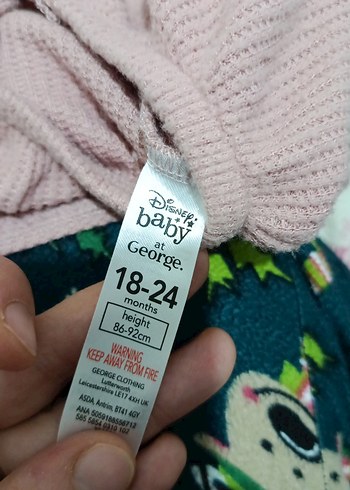 Disney
baby
at
George.
18-24
months
height
86-92cm
WARNING
KEEP AWAY FROM FIRE
GEORGE CLOTHING
Lutterworth
Leicestershire LE17 4XH UK
ASDA, Antrim, BT41 4GY